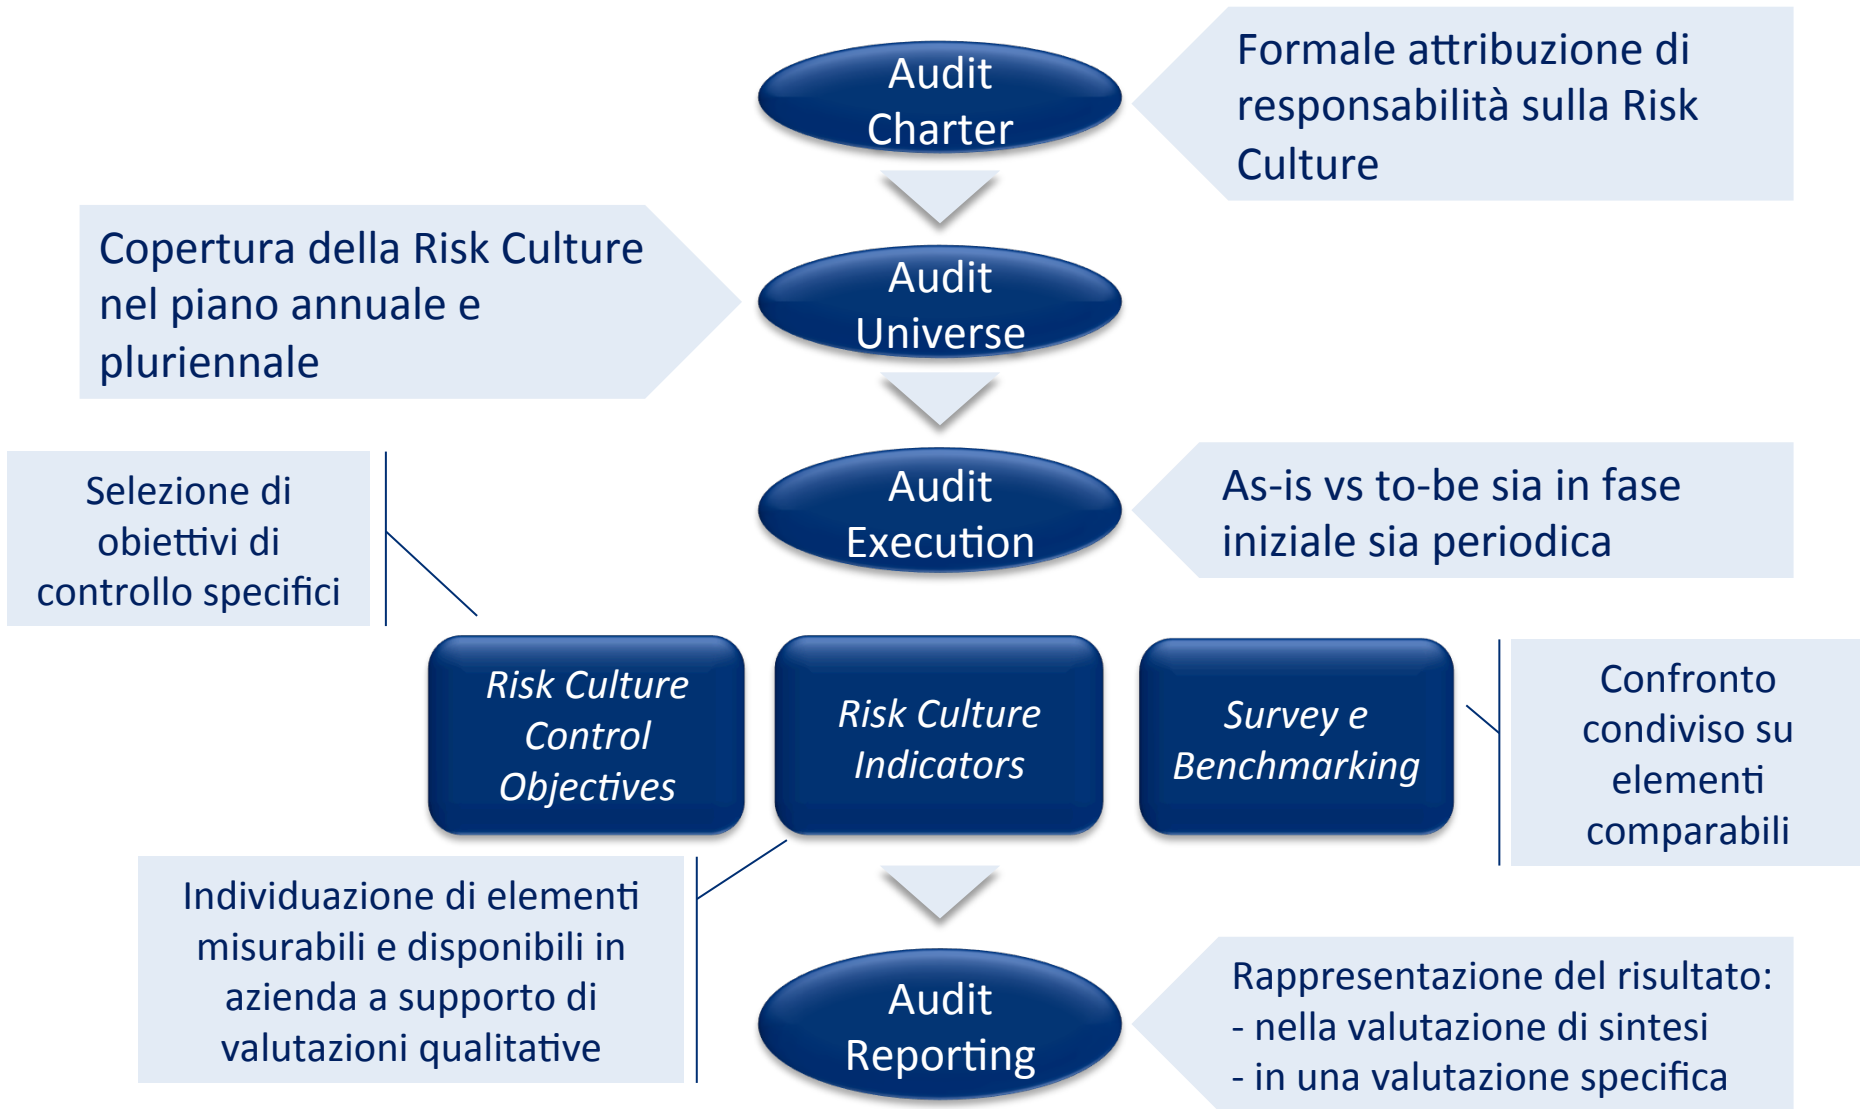 Audit
Charter
Formale attribuzione di
responsabilità sulla Risk
Culture
Copertura della Risk Culture
nel piano annuale e
pluriennale
Audit
Universe
Selezione di
obiettivi di
controllo specifici
Audit
Execution
As-is vs to-be sia in fase
iniziale sia periodica
Risk Culture
Control
Objectives
Risk Culture
Indicators
Survey e
Benchmarking
Confronto
condiviso su
elementi
comparabili
Individuazione di elementi
misurabili e disponibili in
azienda a supporto di
valutazioni qualitative
Audit
Reporting
Rappresentazione del risultato:
- nella valutazione di sintesi
- in una valutazione specifica